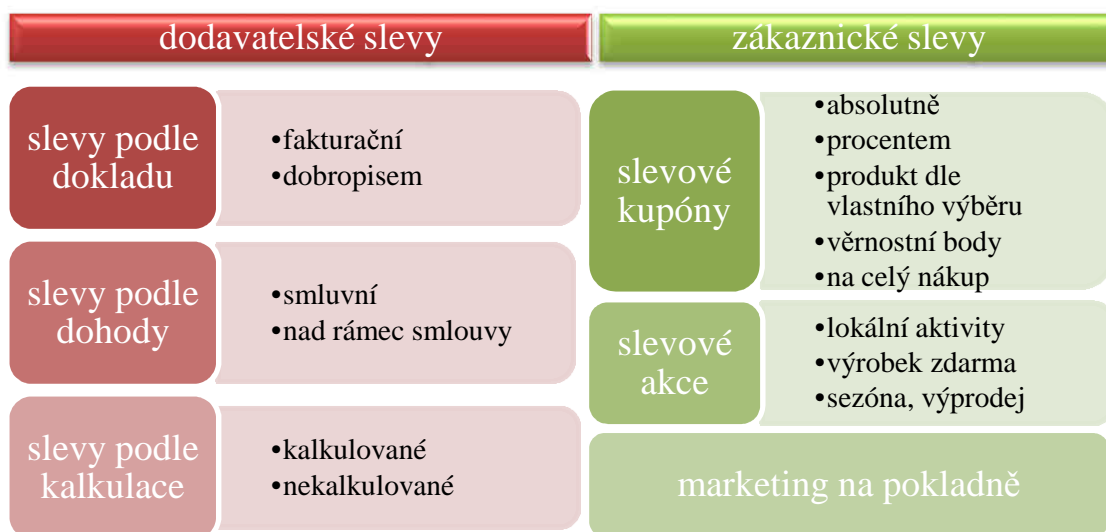 dodavatelské slevy
slevy podle
dokladu
•fakturační
•dobropisem
slevy podle
dohody
•smluvní
•nad rámec smlouvy
slevy podle
kalkulace
•kalkulované
•nekalkulované
zákaznické slevy
slevové
kupóny
•absolutně
•procentem
•produkt dle
vlastního výběru
•věrnostní body
•na celý nákup
slevové
akce
•lokální aktivity
•výrobek zdarma
•sezóna, výprodej
marketing na pokladně